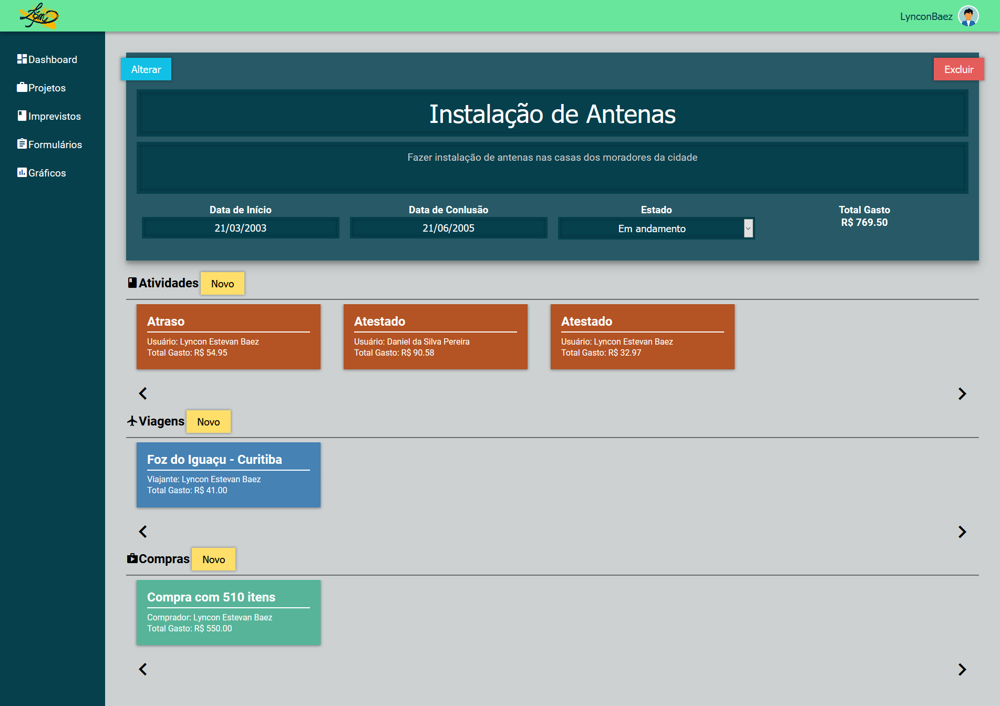 Lym
LynconBaez
Dashboard
Projetos
Imprevistos
Formulários
Gráficos
Alterar
Excluir
Instalação de Antenas
Fazer instalação de antenas nas casas dos moradores da cidade
Data de Início
21/03/2003
Data de Conlusão
21/06/2005
Estado
Em andamento
Total Gasto
R$ 769.50
Atividades
Novo
Atraso
Usuário: Lyncon Estevan Baez
Total Gasto: R$ 54.95
Atestado
Usuário: Daniel da Silva Pereira
Total Gasto: R$ 90.58
Atestado
Usuário: Lyncon Estevan Baez
Total Gasto: R$ 32.97
Viagens
Novo
Foz do Iguaçu - Curitiba
Viajante: Lyncon Estevan Baez
Total Gasto: R$ 41.00
Compras
Novo
Compra com 510 itens
Comprador: Lyncon Estevan Baez
Total Gasto: R$ 550.00